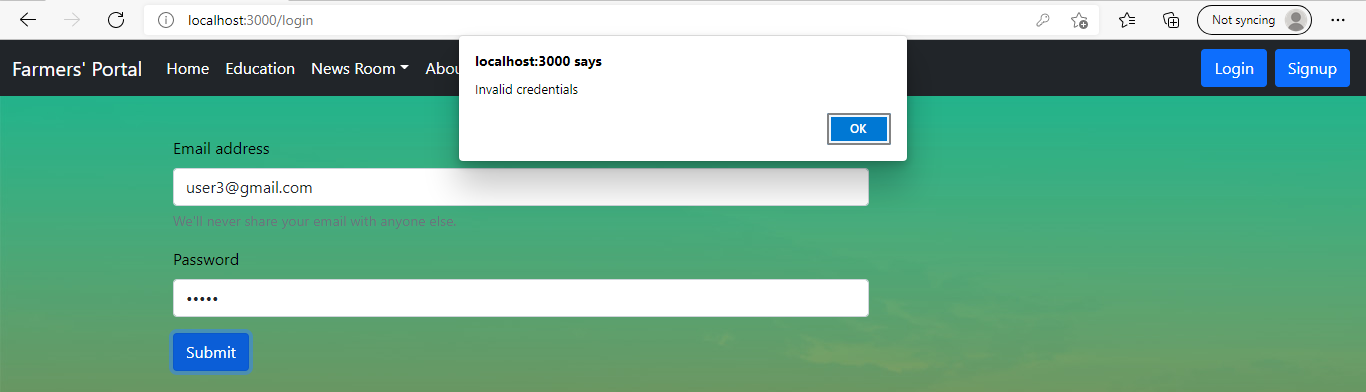 localhost:3000/login
Not syncing
Farmers' Portal Home Education News Room Abou
Login Signup
localhost:3000 says
Invalid credentials
OK
Email address
user3@gmail.com
We'll never share your email with anyone else.
Password
•••••
Submit